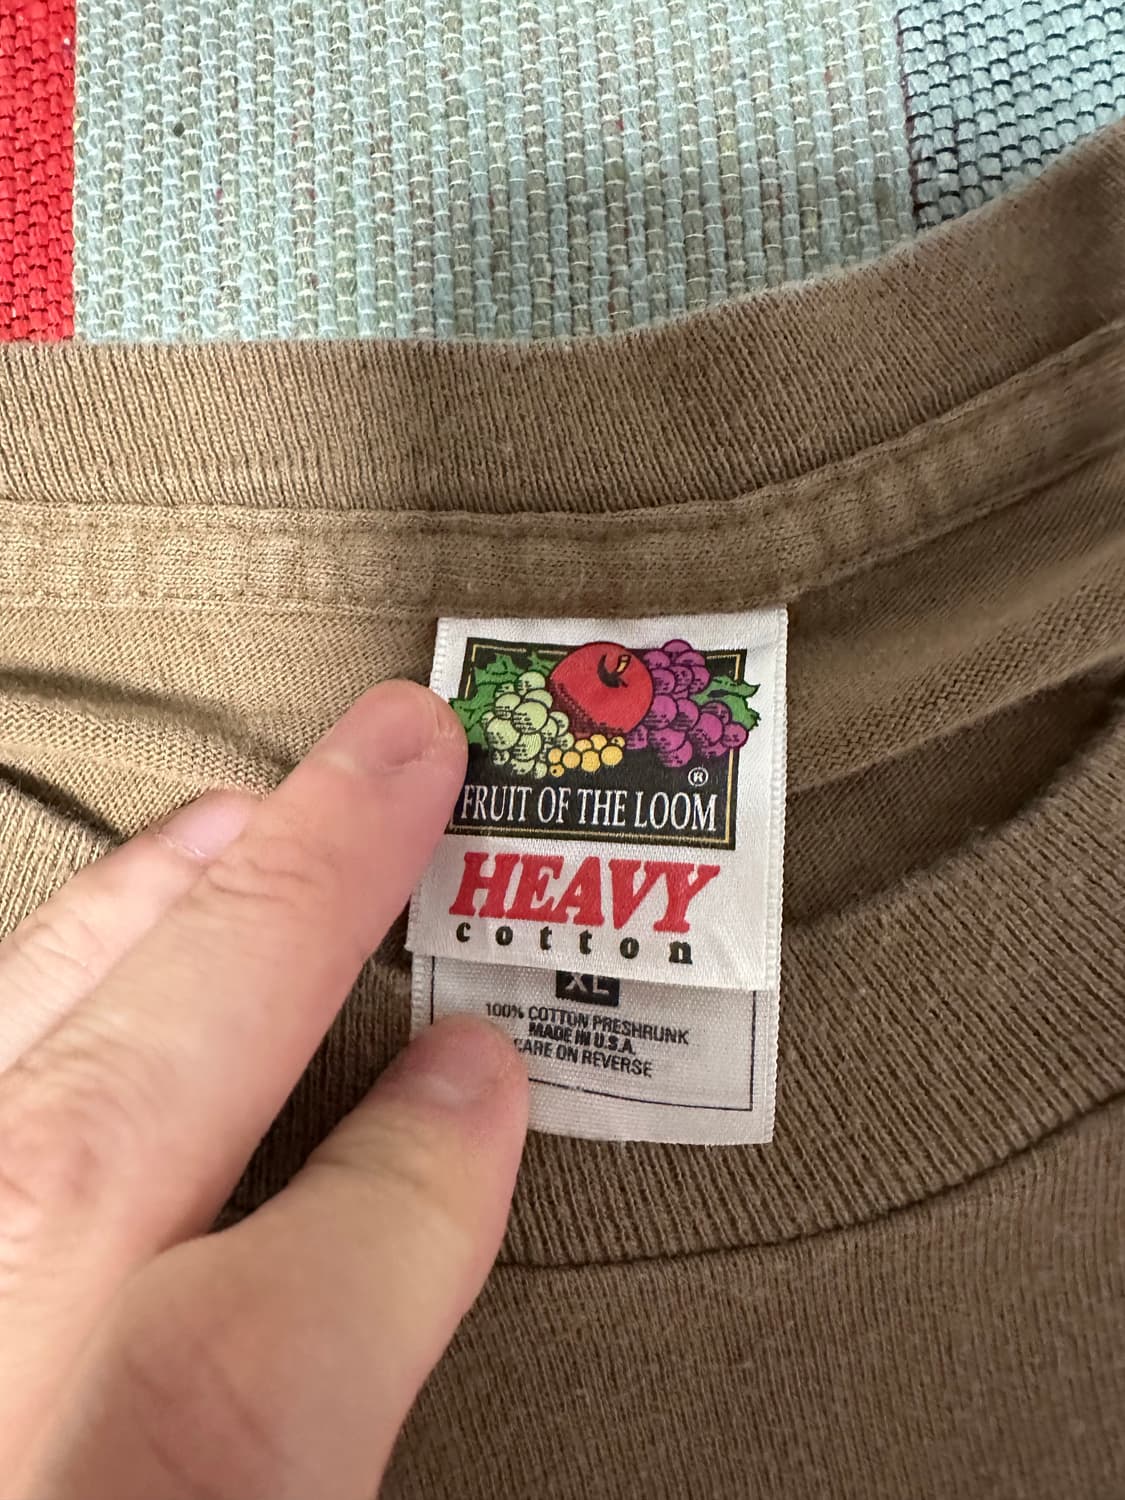 ®
FRUIT OF THE LOOM
HEAVY
cotton
XL
100% COTTON PRESHRUNK
MADE IN U.S.A.
CARE ON REVERSE